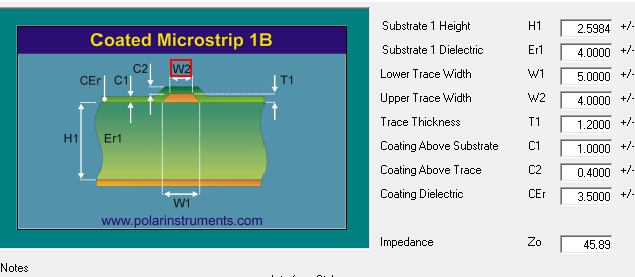 Coated Microstrip 1B
C2 W2
CEr C1 T1
H1 Er1
W1
www.polarinstruments.com
Substrate 1 Height H1 2.5984 +/-
Substrate 1 Dielectric Er1 4.0000 +/-
Lower Trace Width W1 5.0000 +/-
Upper Trace Width W2 4.0000 +/-
Trace Thickness T1 1.2000 +/-
Coating Above Substrate C1 1.0000 +/-
Coating Above Trace C2 0.4000 +/-
Coating Dielectric CEr 3.5000 +/-
Impedance Zo 45.89
Notes